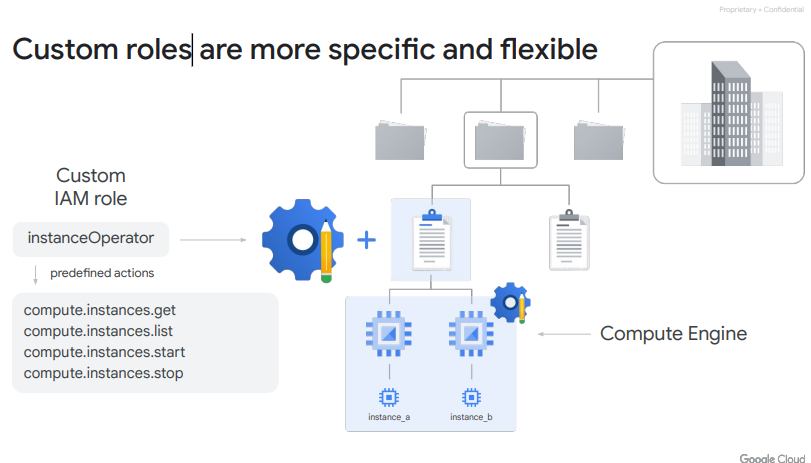 Proprietary + Confidential
Custom roles are more specific and flexible
Custom
IAM role
instanceOperator
predefined actions
compute.instances.get
compute.instances.list
compute.instances.start
compute.instances.stop
Compute Engine
instance_a
instance_b
Google Cloud